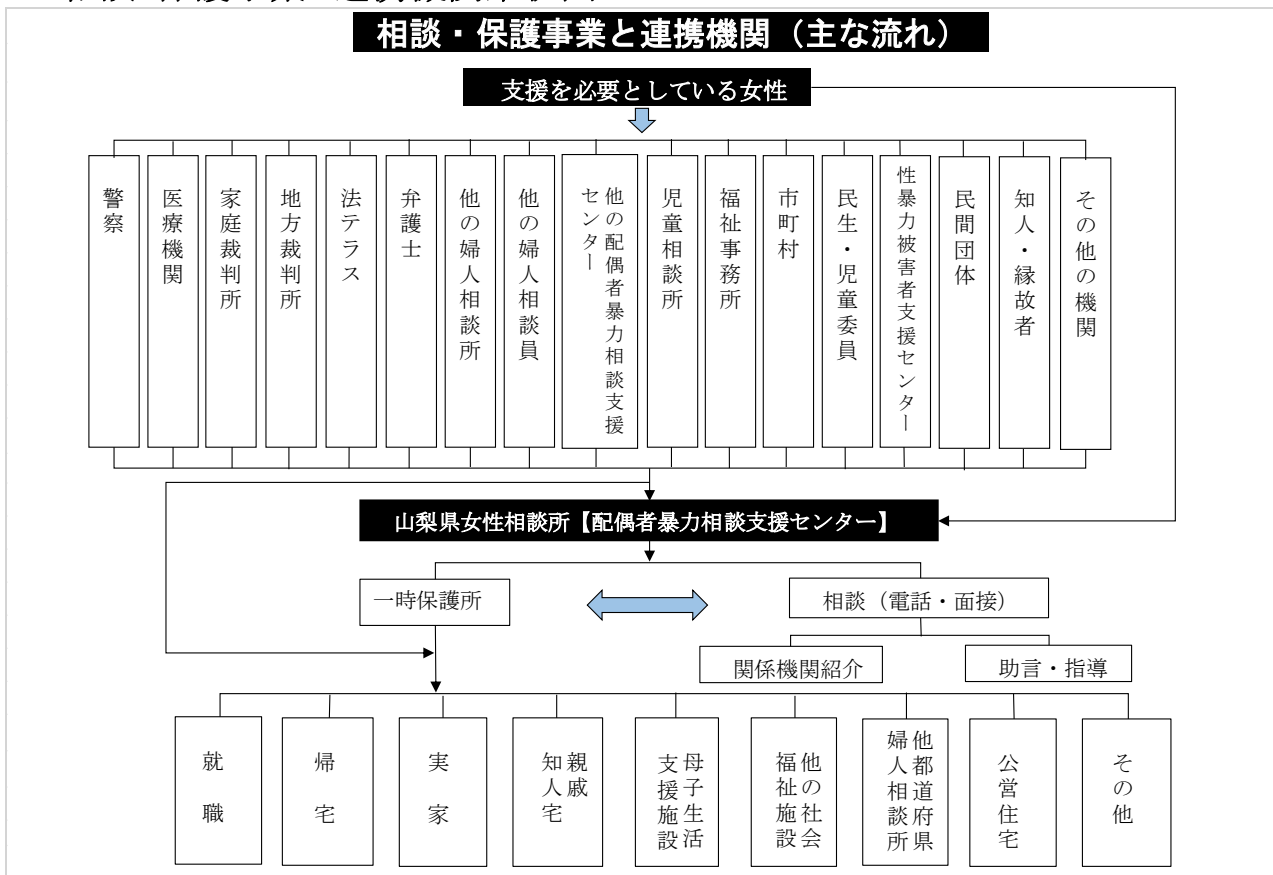 相談・保護事業と連携機関（主な流れ）
支援を必要としている女性
警察
医療機関
家庭裁判所
地方裁判所
法テラス
弁護士
他の婦人相談所
他の婦人相談員
他の配偶者暴力相談支援
センター
児童相談所
福祉事務所
市町村
民生・児童委員
性暴力被害者支援センター
民間団体
知人・縁故者
その他の機関
山梨県女性相談所【配偶者暴力相談支援センター】
一時保護所
相談（電話・面接）
関係機関紹介
助言・指導
就職
帰宅
実家
親戚
知人宅
母子生活
支援施設
他の社会
福祉施設
他都道府県
婦人相談所
公営住宅
その他